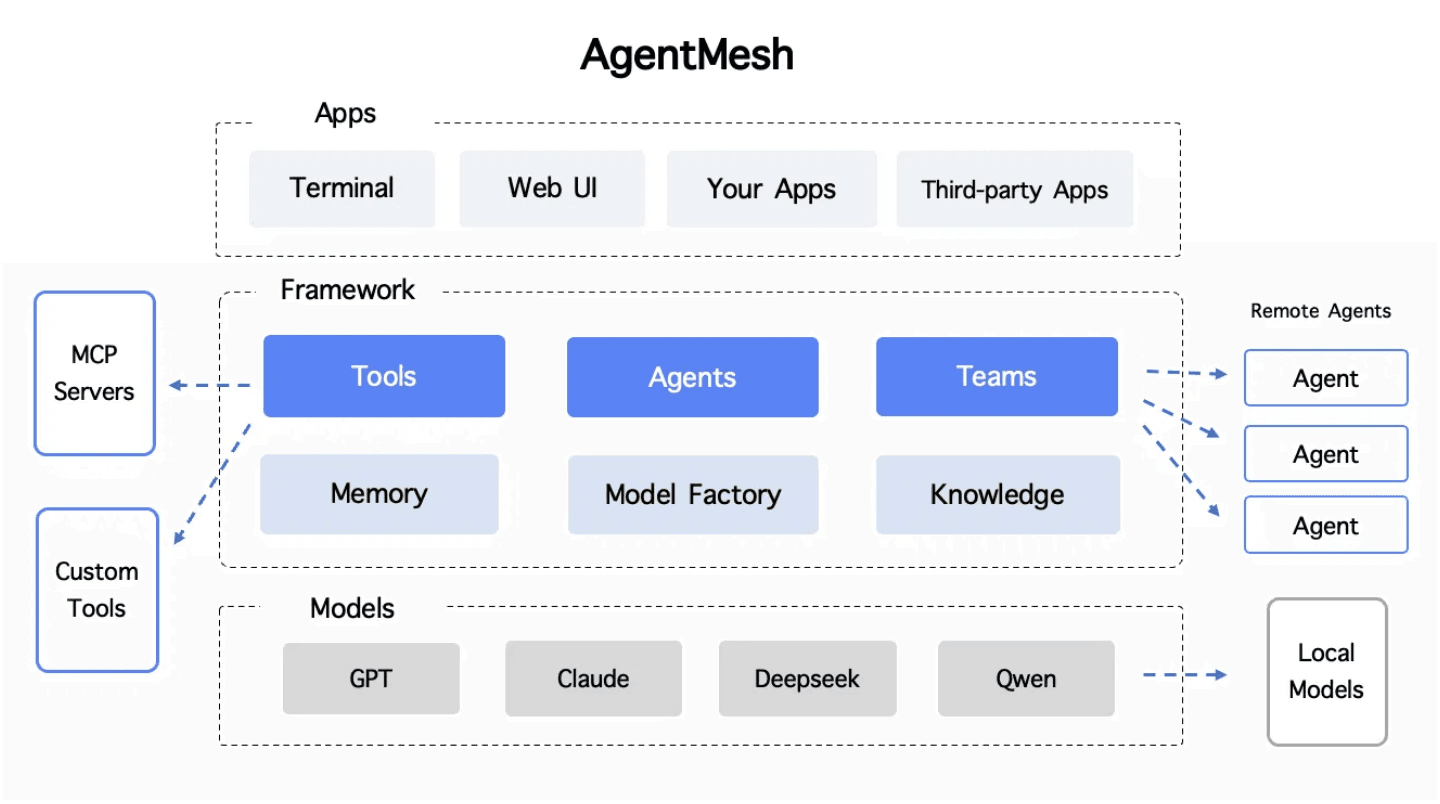 AgentMesh
Apps
Terminal
Web UI
Your Apps
Third-party Apps
Framework
MCP
Servers
Custom
Tools
Tools
Agents
Teams
Memory
Model Factory
Knowledge
Remote Agents
Agent
Agent
Agent
Models
GPT
Claude
Deepseek
Qwen
Local
Models